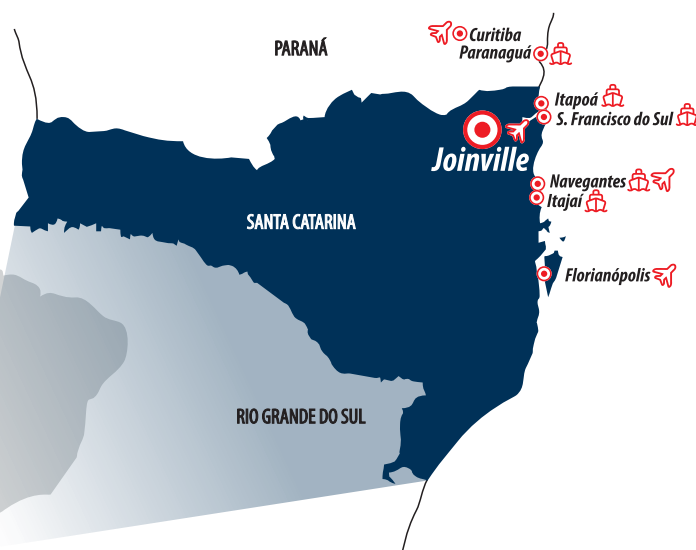 PARANÁ
Curitiba
Paranaguá
Itapoá
S. Francisco do Sul
Joinville
Navegantes
Itajaí
SANTA CATARINA
Florianópolis
RIO GRANDE DO SUL